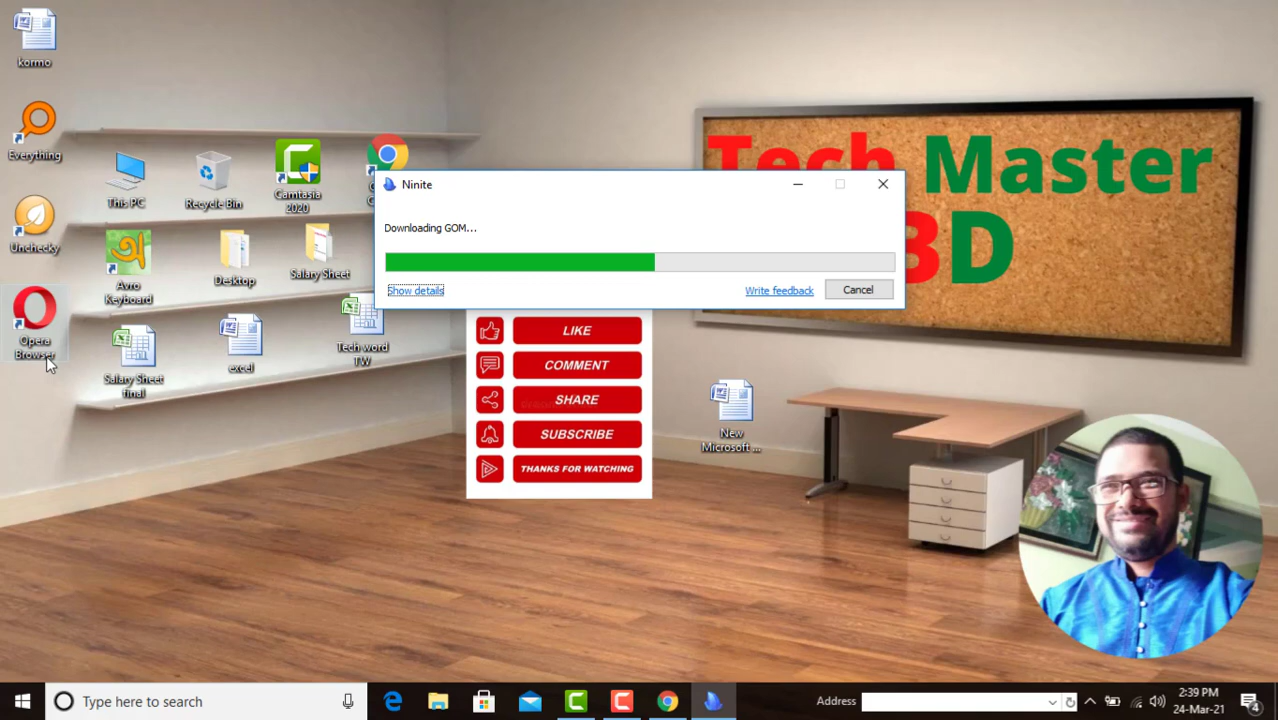 kormo
Everything
Unchecky
Opera
Browser
This PC
Recycle Bin
Camtasia
2020
অ
Avro
Keyboard
Desktop
Salary Sheet
Salary Sheet
final
excel
Tech word
TW
Tech Master
BD
Ninite
Downloading GOM...
Show details
Write feedback
Cancel
LIKE
COMMENT
SHARE
SUBSCRIBE
THANKS FOR WATCHING
New
Microsoft ...
Type here to search
Address
2:39 PM
24-Mar-21
4